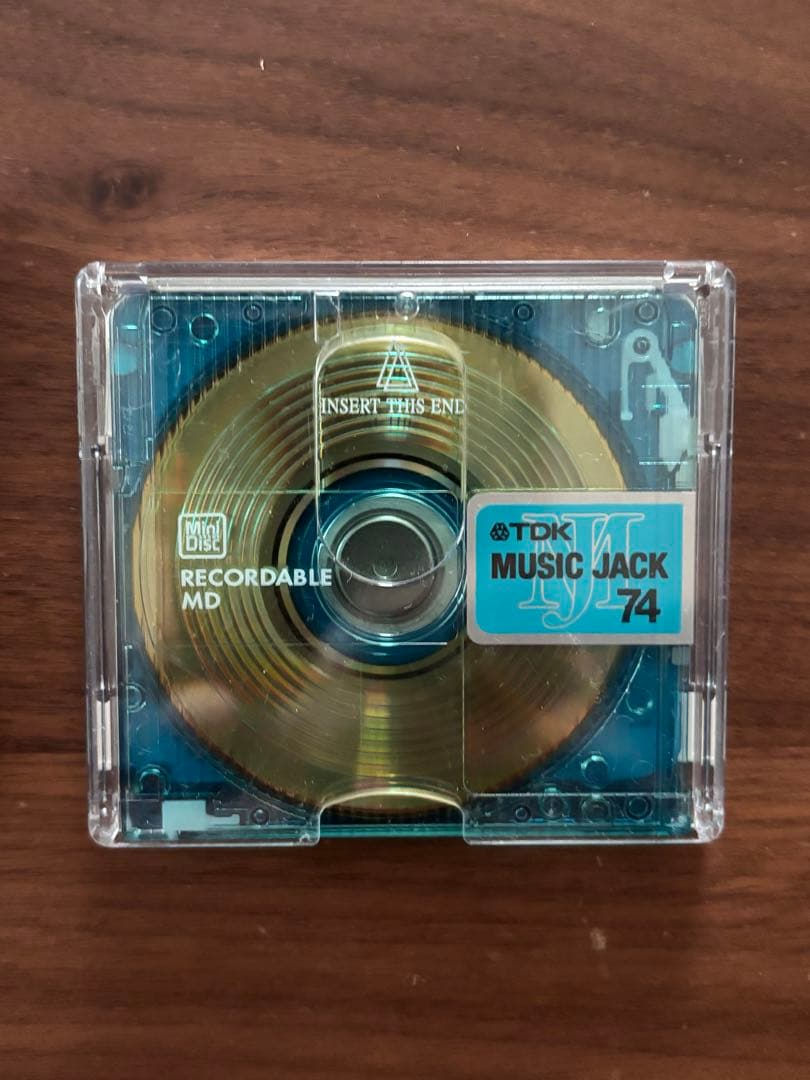 INSERT THIS END
Mini
Disc
RECORDABLE
MD
TDK
MJ
MUSIC JACK
74